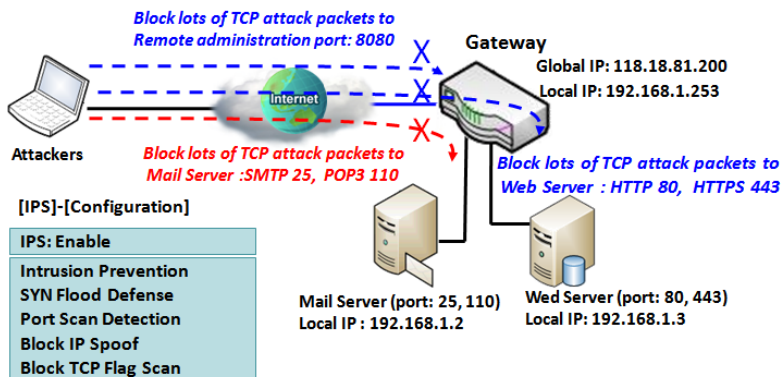 Block lots of TCP attack packets to
Remote administration port: 8080
Gateway
Global IP: 118.18.81.200
Local IP: 192.168.1.253
X
X
Internet
X
Attackers
Block lots of TCP attack packets to
Mail Server :SMTP 25, POP3 110
Block lots of TCP attack packets to
Web Server : HTTP 80, HTTPS 443
[IPS]-[Configuration]
IPS: Enable
Intrusion Prevention
SYN Flood Defense
Port Scan Detection
Block IP Spoof
Block TCP Flag Scan
Mail Server (port: 25, 110)
Local IP : 192.168.1.2
Wed Server (port: 80, 443)
Local IP: 192.168.1.3